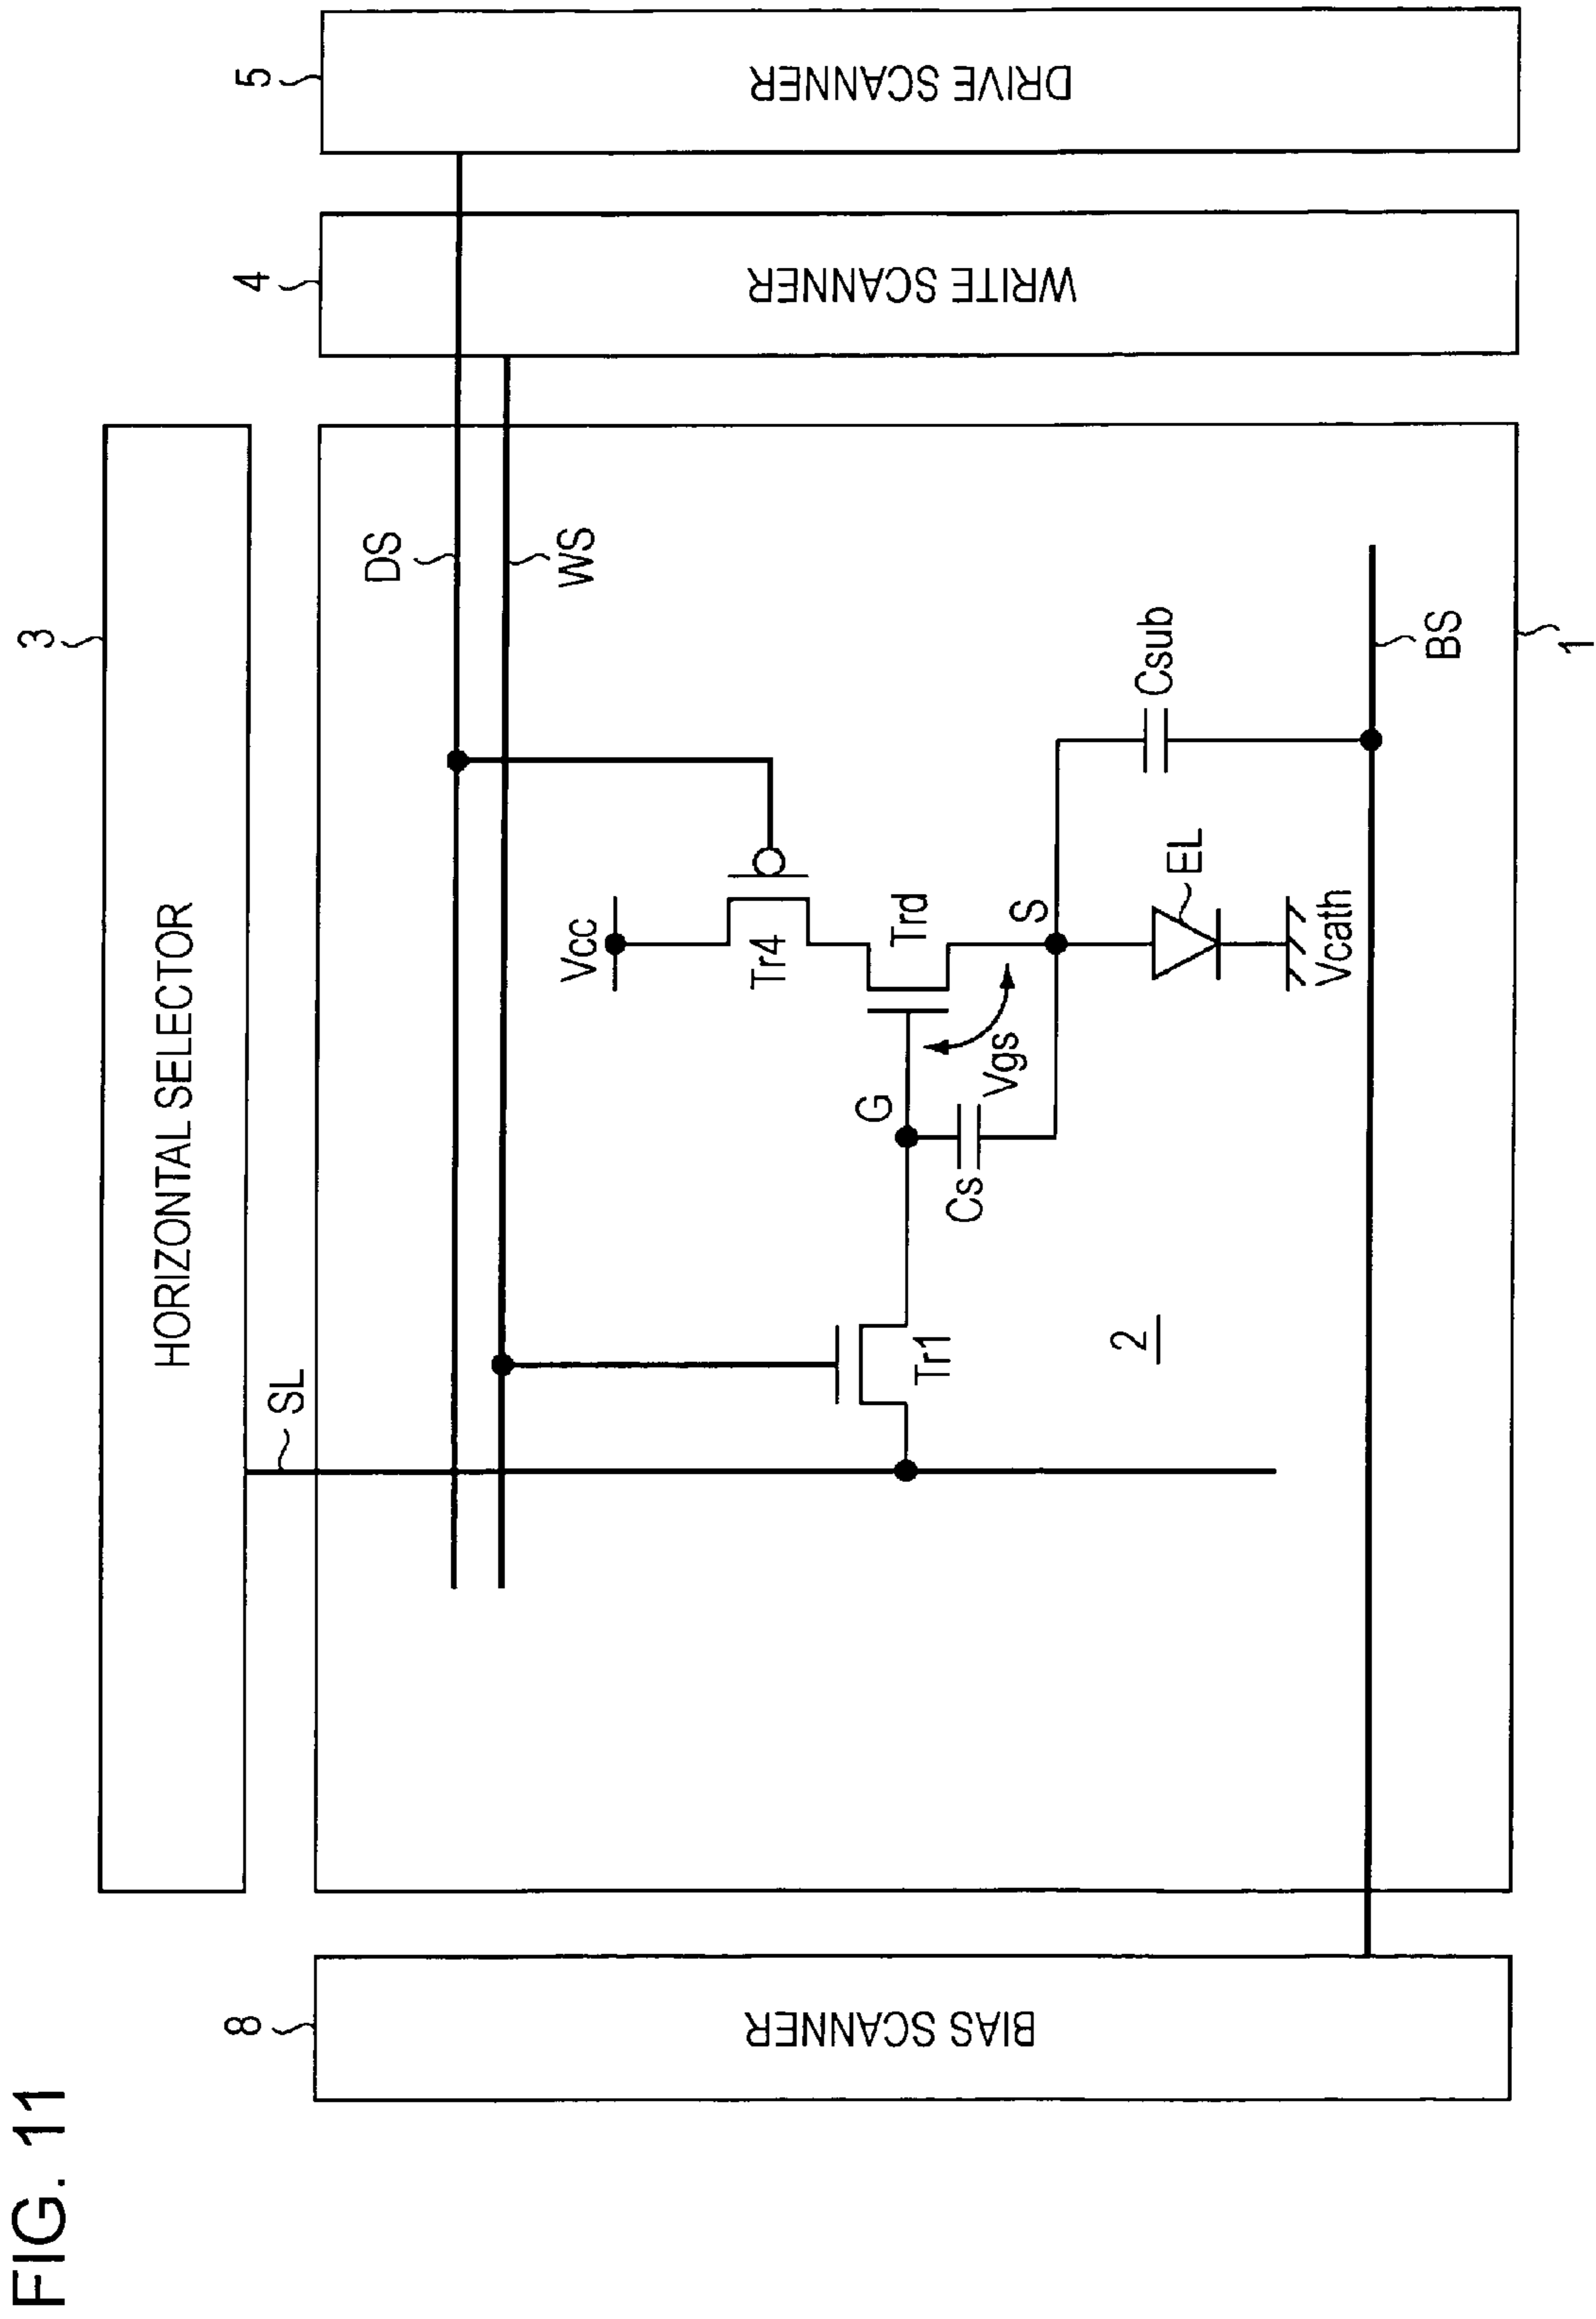 FIG. 11
3
HORIZONTAL SELECTOR
SL
8
BIAS SCANNER
4
WRITE SCANNER
5
DRIVE SCANNER
DS
WS
Vcc
Tr4
Trd
G
S
Vgs
Cs
Tr1
Csub
EL
Vcath
2
BS
1